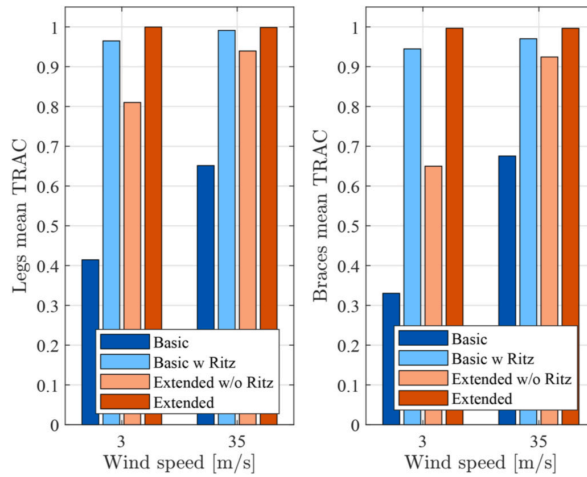 Legs mean TRAC
1
0.9
0.8
0.7
0.6
0.5
0.4
0.3
0.2
0.1
0
Basic
Basic w Ritz
Extended w/o Ritz
Extended
3
35
Wind speed [m/s]
Braces mean TRAC
1
0.9
0.8
0.7
0.6
0.5
0.4
0.3
0.2
0.1
0
Basic
Basic w Ritz
Extended w/o Ritz
Extended
3
35
Wind speed [m/s]